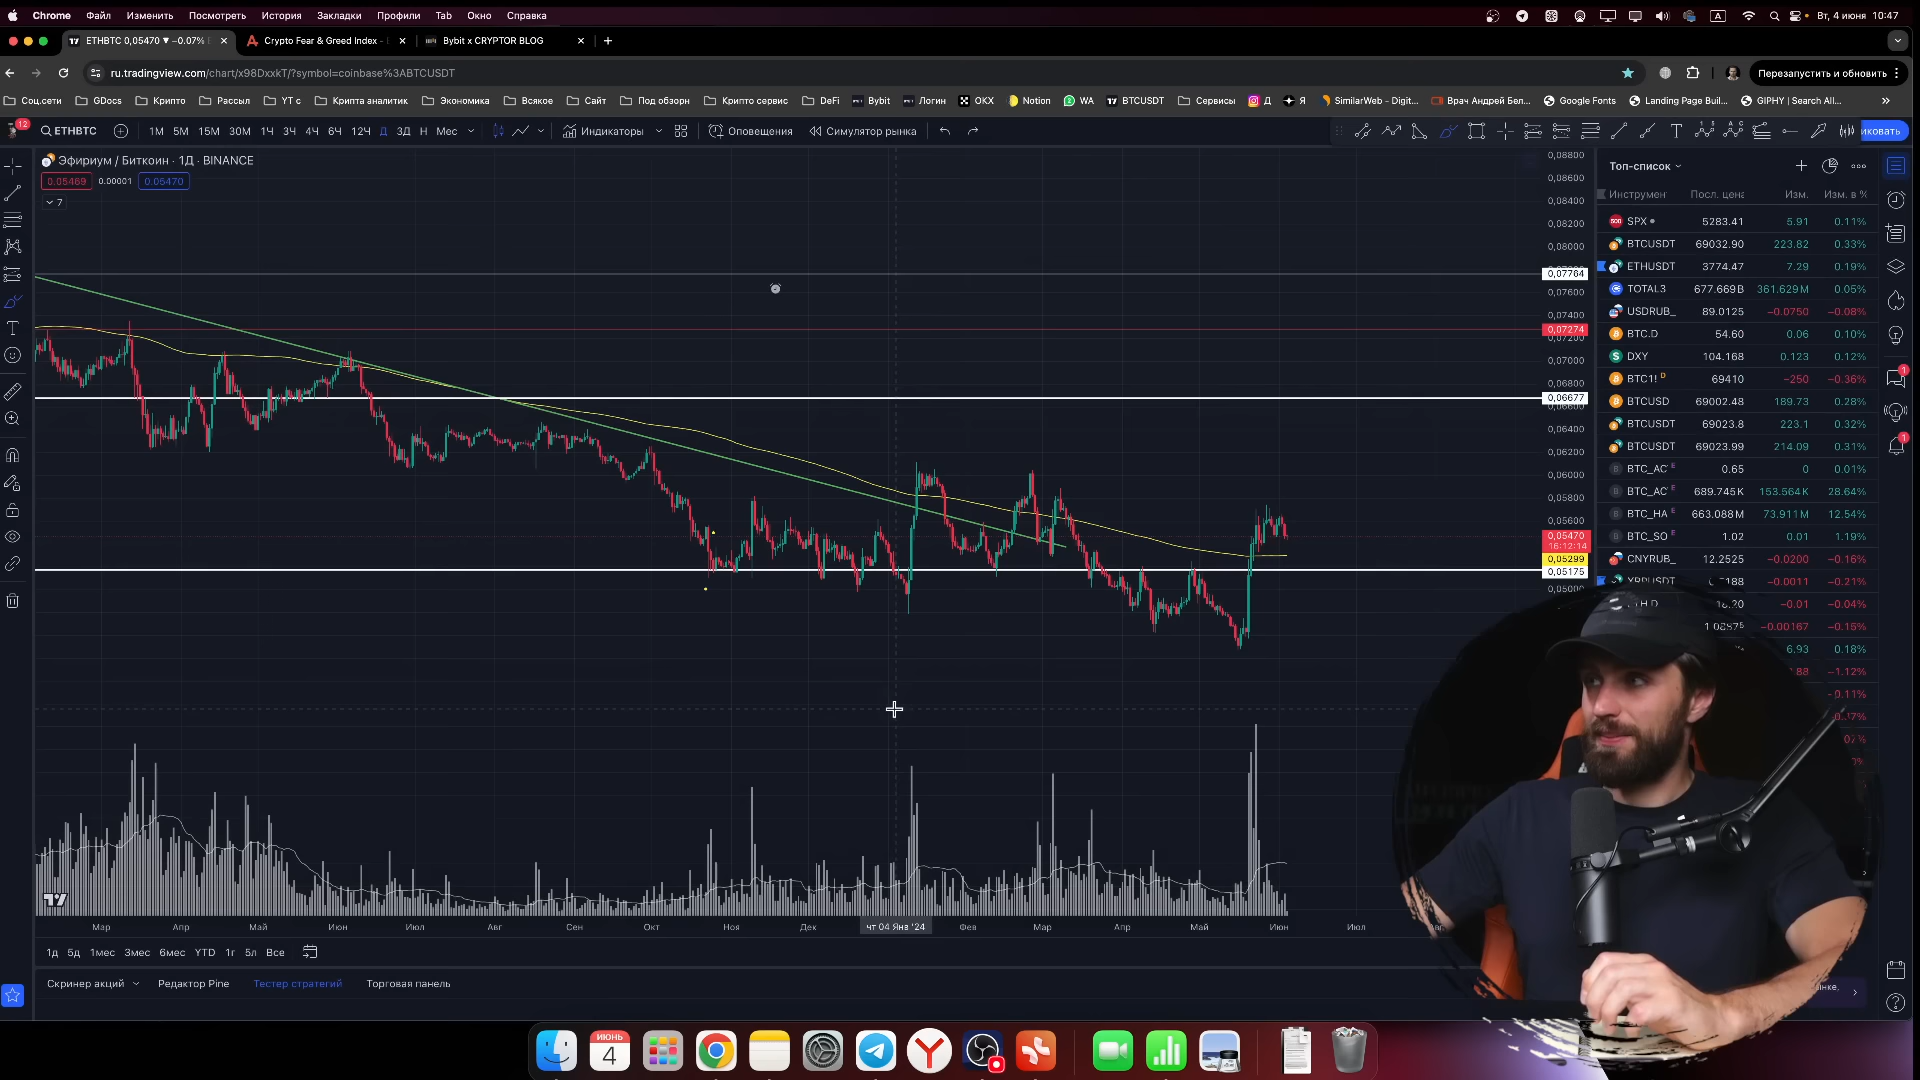 Chrome Файл Изменить Посмотреть История Закладки Профили Tab Окно Справка A Вт, 4 июня 10:47
ETHBTC 0,05470 ▼ −0.07% Crypto Fear & Greed Index - Bybit x CRYPTOR BLOG
ru.tradingview.com/chart/x98DxxkT/?symbol=coinbase%3ABTCUSDT Перезапустить и обновить
Соц.сети GDocs Крипто Рассыл YT c Крипта аналитик Экономика Всякое Сайт Под обзорн Крипто сервис DeFi Bybit Логин OKX Notion WA BTCUSDT Сервисы Д Я SimilarWeb - Digit... Врач Андрей Бел... Google Fonts Landing Page Buil... GIPHY | Search All... »
12 ETHBTC 1М 5М 15М 30М 1Ч 3Ч 4Ч 6Ч 12Ч Д 3Д Н Мес Индикаторы Оповещения Симулятор рынка иковать
Эфириум / Биткоин · 1Д · BINANCE
0.05469 0.00001 0.05470
7
0,08800
0,08600
0,08400
0,08200
0,08000
0,07764
0,07600
0,07400
0,07274
0,07200
0,07000
0,06800
0,06677
0,06600
0,06400
0,06200
0,06000
0,05800
0,05600
0,05470
16:12:14
0,05299
0,05175
0,05000
Топ-список
Инструмен Посл. цена Изм. Изм. в %
SPX 5283.41 5.91 0.11%
BTCUSDT 69032.90 223.82 0.33%
ETHUSDT 3774.47 7.29 0.19%
TOTAL3 677.669B 361.629M 0.05%
USDRUB_ 89.0125 −0.0750 −0.08%
BTC.D 54.60 0.06 0.10%
DXY 104.168 0.123 0.12%
BTC1! D 69410 −250 −0.36%
BTCUSD 69002.48 189.73 0.28%
BTCUSDT 69023.8 223.1 0.32%
BTCUSDT 69023.99 214.09 0.31%
BTC_AC E 0.65 0 0.01%
BTC_AC E 689.745K 153.564K 28.64%
BTC_HA E 663.088M 73.911M 12.54%
BTC_SO E 1.02 0.01 1.19%
CNYRUB_ 12.2525 −0.0200 −0.16%
XRPUSDT −0.0011 −0.21%
18.20 −0.01 −0.04%
−0.00167 −0.15%
6.93 0.18%
−1.12%
Мар Апр Май Июн Июл Авг Сен Окт Ноя Дек чт 04 Янв '24 Фев Мар Апр Май Июн Июл
1д 5д 1мес 3мес 6мес YTD 1г 5л Все
Скринер акций Редактор Pine Тестер стратегий Торговая панель
ИЮНЬ
4